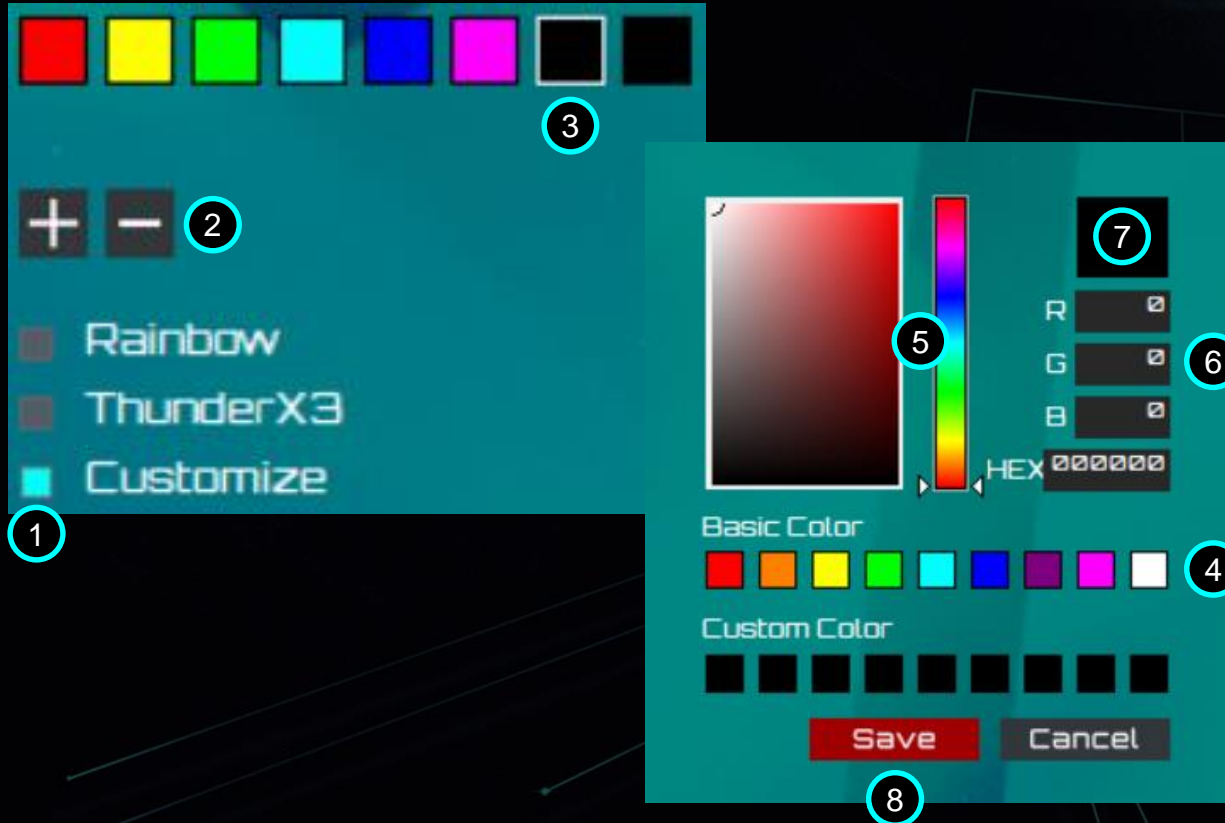 3
+ −
2
Rainbow
ThunderX3
Customize
1
7
R 0
5
G 0
6
B 0
HEX 000000
Basic Color
4
Custom Color
Save Cancel
8